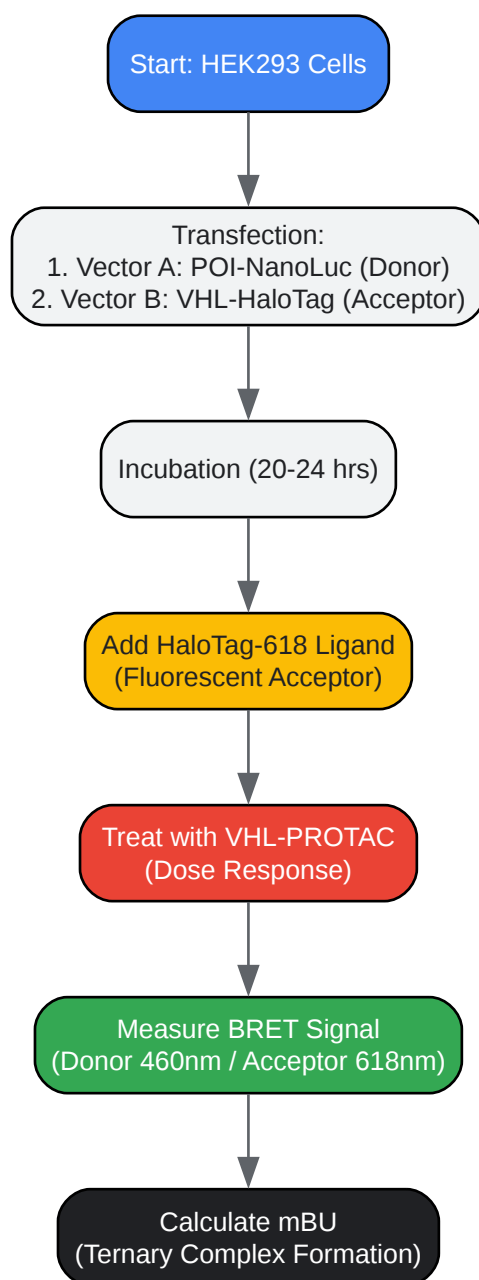 Start: HEK293 Cells
Transfection:
1. Vector A: POI-NanoLuc (Donor)
2. Vector B: VHL-HaloTag (Acceptor)
Incubation (20-24 hrs)
Add HaloTag-618 Ligand
(Fluorescent Acceptor)
Treat with VHL-PROTAC
(Dose Response)
Measure BRET Signal
(Donor 460nm / Acceptor 618nm)
Calculate mBU
(Ternary Complex Formation)